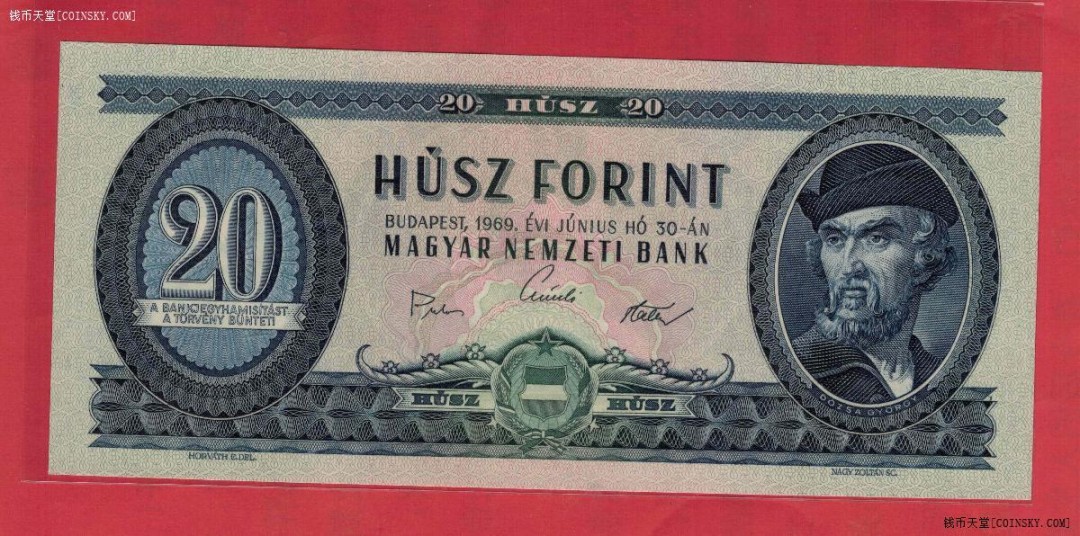 钱币天堂[COINSKY.COM]
20 HÚSZ 20
HÚSZ FORINT
BUDAPEST, 1969. ÉVI JÚNIUS HÓ 30-ÁN
MAGYAR NEMZETI BANK
20
A BANKJEGYHAMISÍTÁST
A TÖRVÉNY BÜNTETI
HÚSZ HÚSZ
DÓZSA GYÖRGY
HORVÁTH E. DEL.
NAGY ZOLTÁN SC.
钱币天堂[COINSKY.COM]